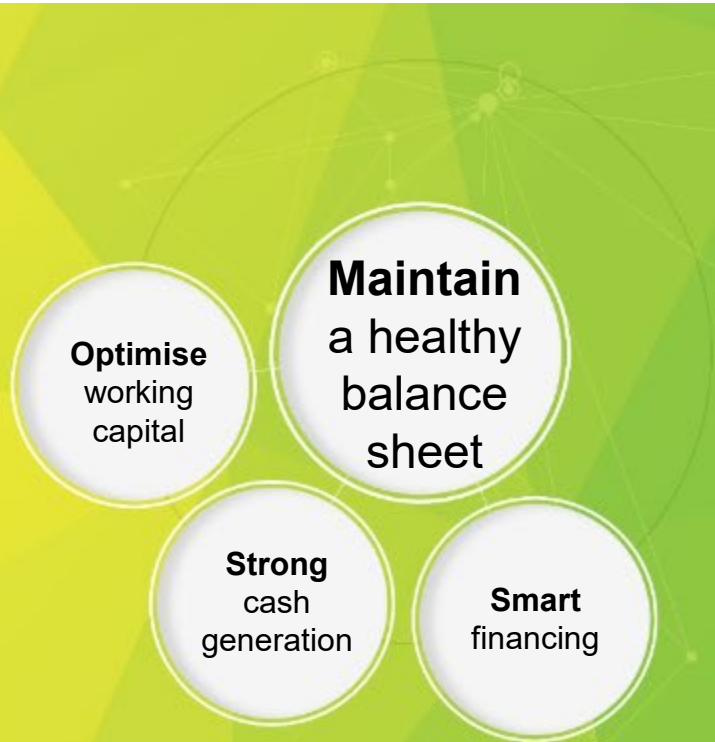 Maintain
a healthy
balance
sheet
Optimise
working
capital
Strong
cash
generation
Smart
financing